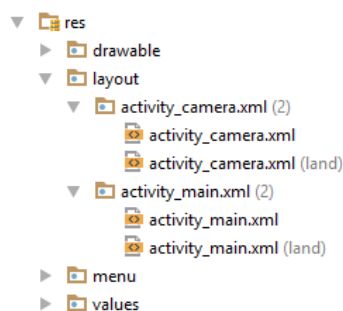 res
drawable
layout
activity_camera.xml (2)
activity_camera.xml
activity_camera.xml (land)
activity_main.xml (2)
activity_main.xml
activity_main.xml (land)
menu
values